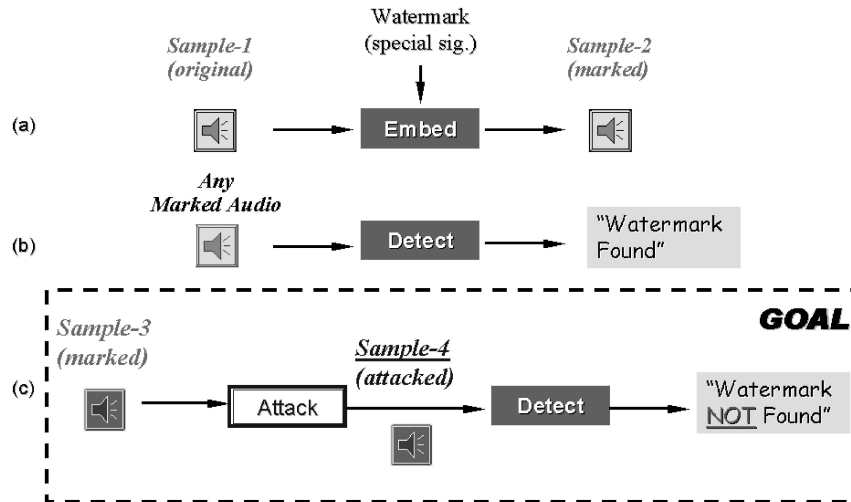 Watermark
(special sig.)
Sample-1
(original)
Sample-2
(marked)
(a)
Embed
Any
Marked Audio
(b)
Detect
“Watermark
Found”
GOAL
Sample-3
(marked)
Sample-4
(attacked)
(c)
Attack
Detect
“Watermark
NOT Found”